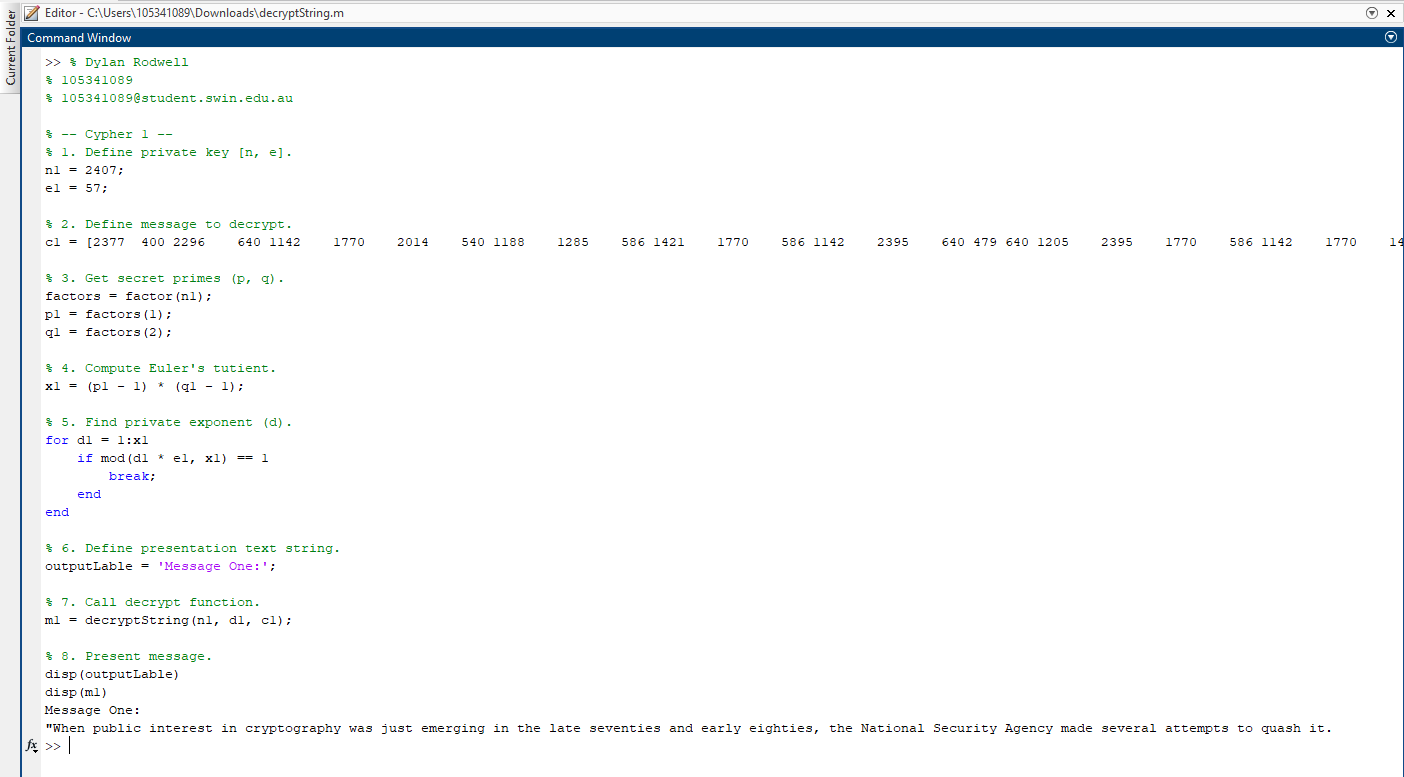 Editor - C:\Users\105341089\Downloads\decryptString.m
Current Folder
Command Window
>> % Dylan Rodwell
% 105341089
% 105341089@student.swin.edu.au
% -- Cypher 1 --
% 1. Define private key [n, e].
n1 = 2407;
e1 = 57;
% 2. Define message to decrypt.
c1 = [2377 400 2296 640 1142 1770 2014 540 1188 1285 586 1421 1770 586 1142 2395 640 479 640 1205 2395 1770 586 1142 1770 14
% 3. Get secret primes (p, q).
factors = factor(n1);
p1 = factors(1);
q1 = factors(2);
% 4. Compute Euler's tutient.
x1 = (p1 - 1) * (q1 - 1);
% 5. Find private exponent (d).
for d1 = 1:x1
    if mod(d1 * e1, x1) == 1
        break;
    end
end
% 6. Define presentation text string.
outputLable = 'Message One:';
% 7. Call decrypt function.
m1 = decryptString(n1, d1, c1);
% 8. Present message.
disp(outputLable)
disp(m1)
Message One:
"When public interest in cryptography was just emerging in the late seventies and early eighties, the National Security Agency made several attempts to quash it.
fx >>